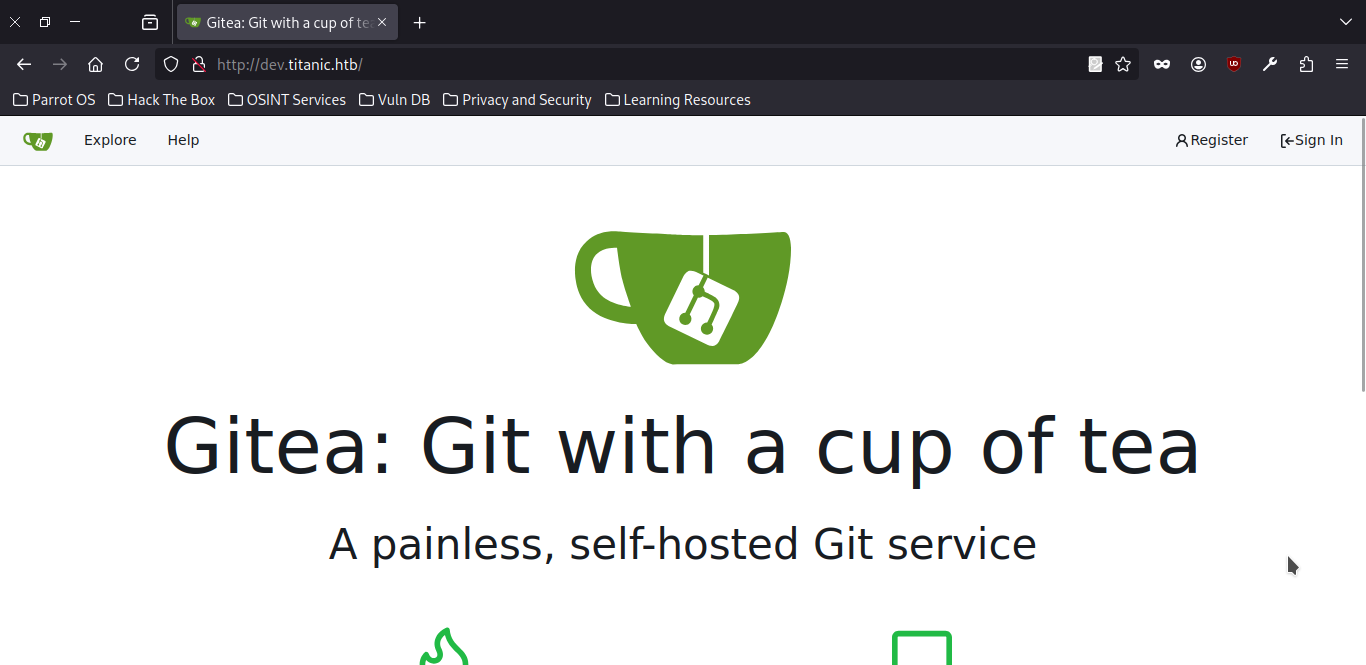 Gitea: Git with a cup of tea
http://dev.titanic.htb/
Parrot OS Hack The Box OSINT Services Vuln DB Privacy and Security Learning Resources
Explore Help Register Sign In
Gitea: Git with a cup of tea
A painless, self-hosted Git service